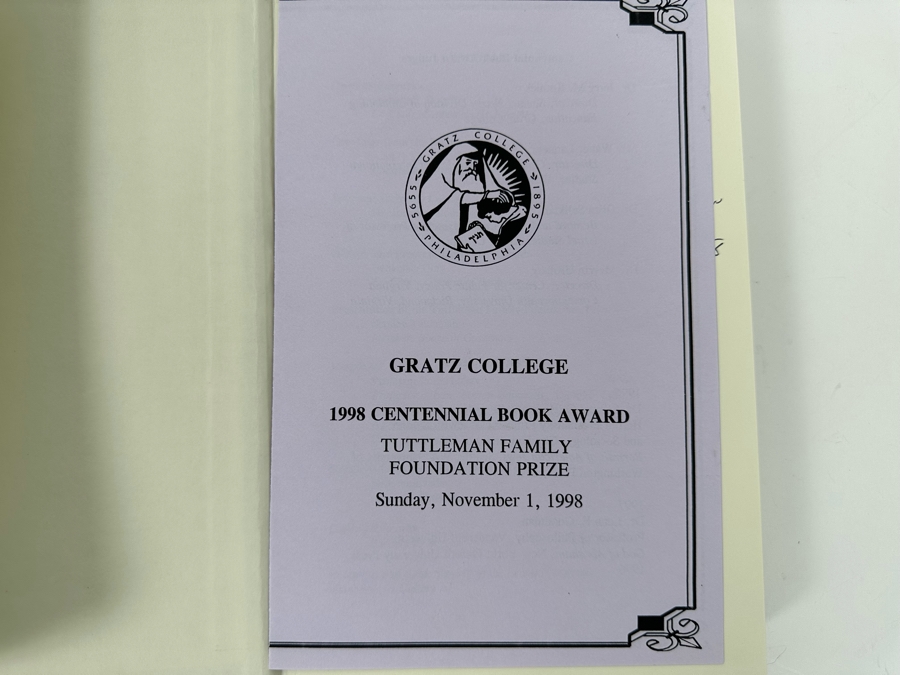 GRATZ COLLEGE
5655
1895
PHILADELPHIA
חנך
GRATZ COLLEGE
1998 CENTENNIAL BOOK AWARD
TUTTLEMAN FAMILY
FOUNDATION PRIZE
Sunday, November 1, 1998